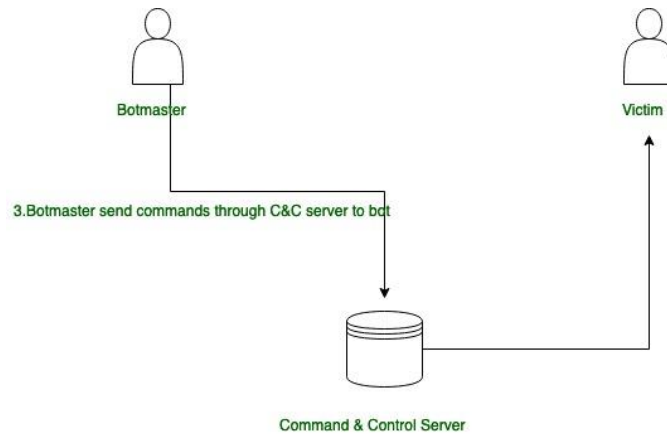 Botmaster
Victim
3.Botmaster send commands through C&C server to bot
Command & Control Server